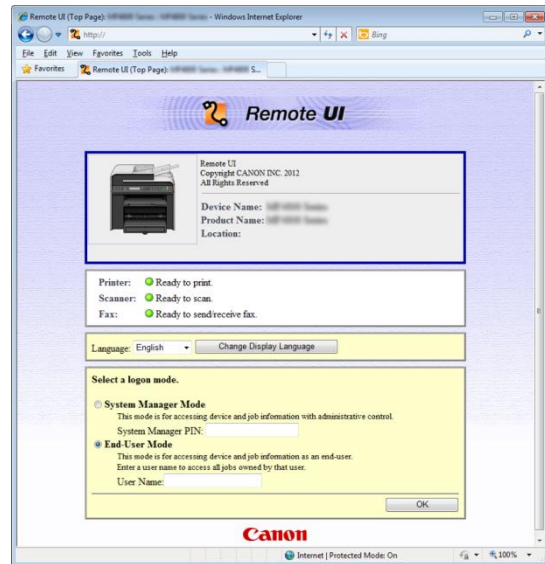 Remote UI (Top Page): - Windows Internet Explorer
http://
Bing
File Edit View Favorites Tools Help
Favorites
Remote UI (Top Page): S...
Remote UI
Remote UI
Copyright CANON INC. 2012
All Rights Reserved
Device Name:
Product Name:
Location:
Printer: Ready to print.
Scanner: Ready to scan.
Fax: Ready to send/receive fax.
Language: English Change Display Language
Select a logon mode.
System Manager Mode
This mode is for accessing device and job information with administrative control.
System Manager PIN:
End-User Mode
This mode is for accessing device and job information as an end-user.
Enter a user name to access all jobs owned by that user.
User Name:
OK
Canon
Internet | Protected Mode: On 100%